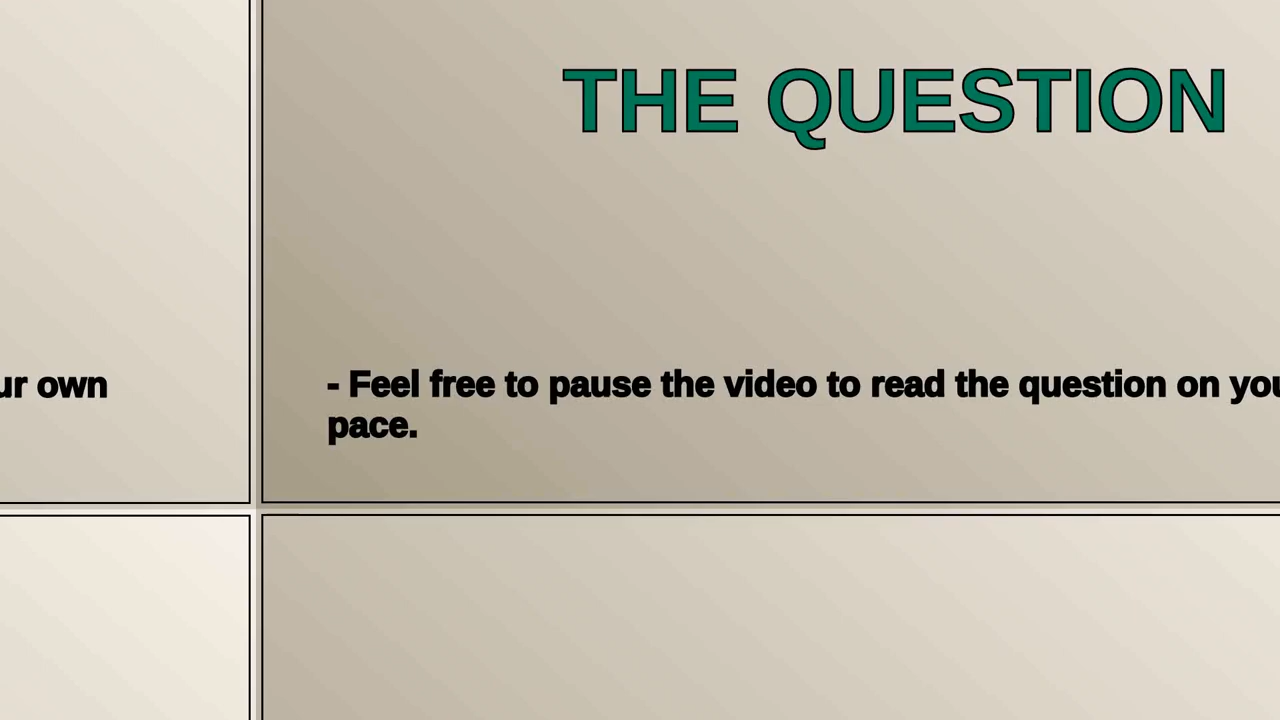 THE QUESTION
ur own
- Feel free to pause the video to read the question on you
pace.